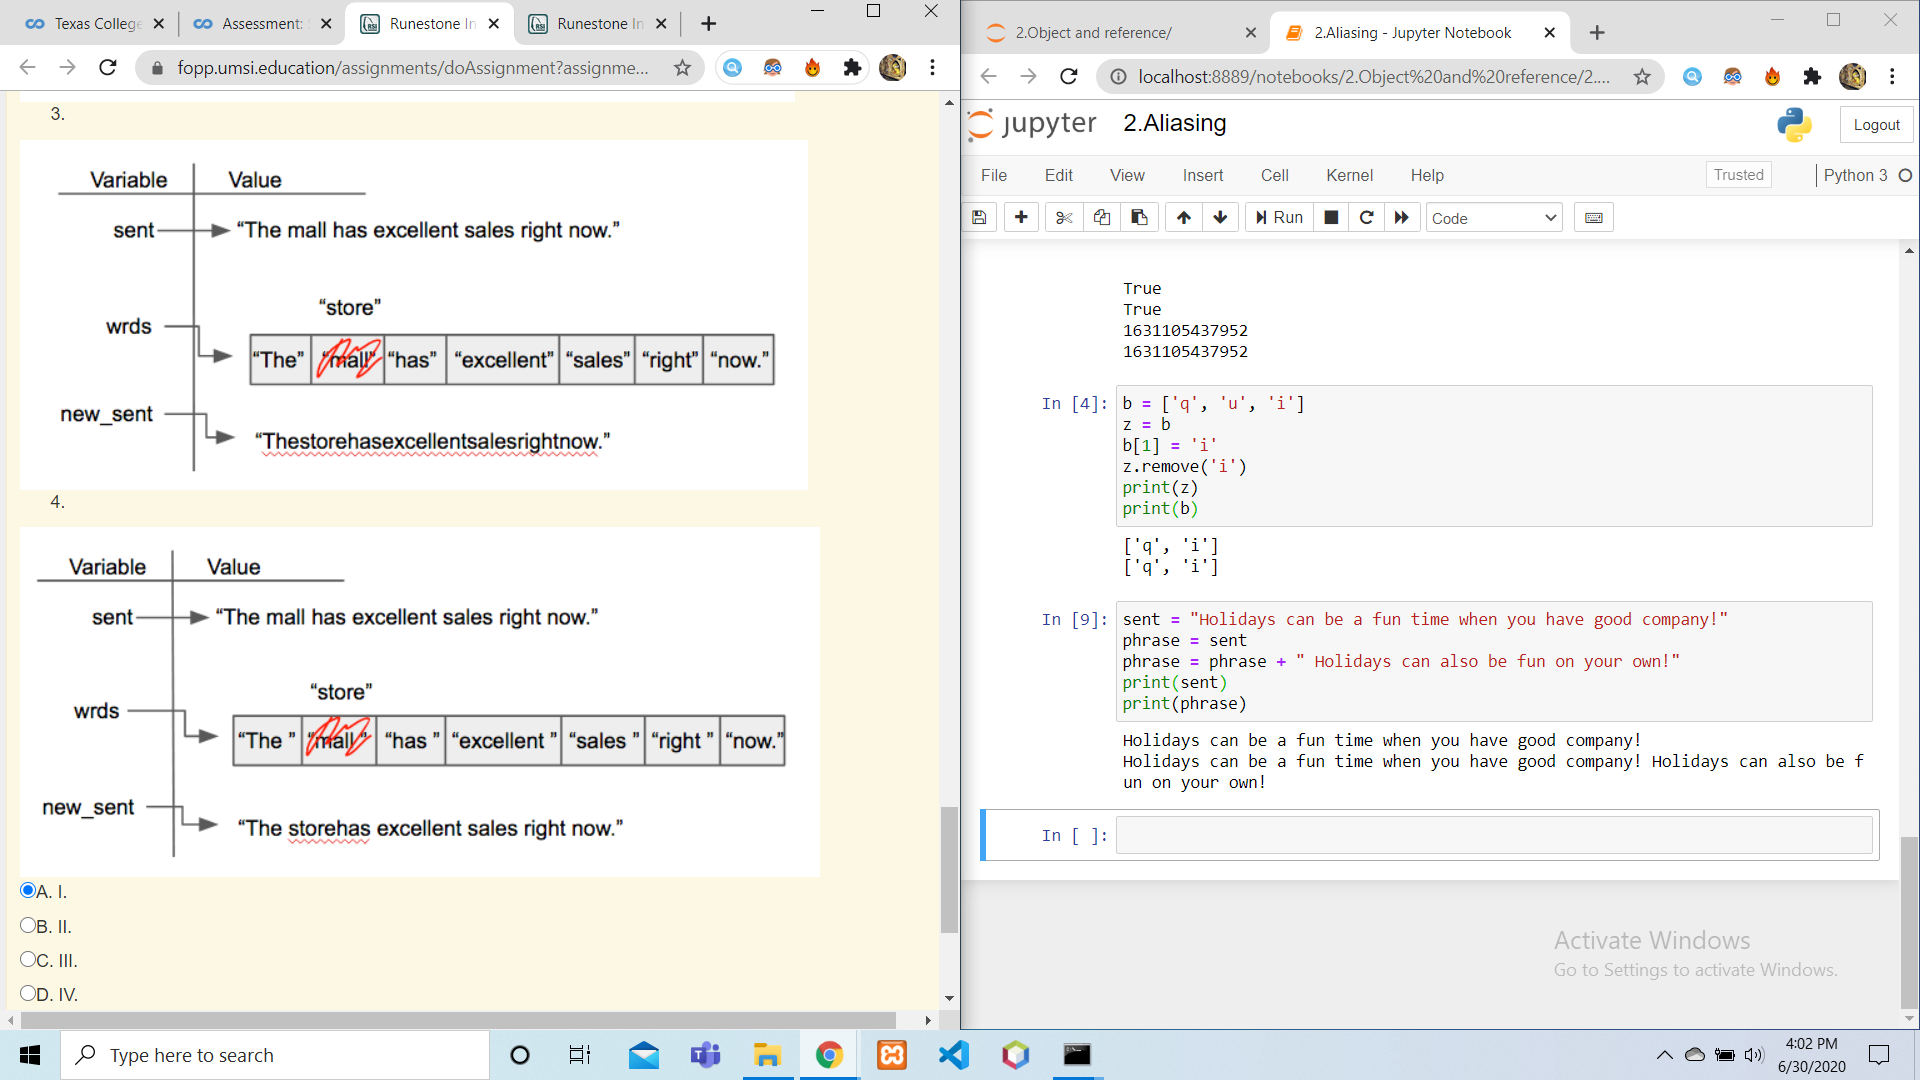 Texas College
Assessment:
Runestone In
Runestone In
fopp.umsi.education/assignments/doAssignment?assignme...
3.
Variable Value
sent "The mall has excellent sales right now."
"store"
wrds
"The" "mall" "has" "excellent" "sales" "right" "now."
new_sent
"Thestorehasexcellentsalesrightnow."
4.
Variable Value
sent "The mall has excellent sales right now."
"store"
wrds
"The " "mall " "has " "excellent " "sales " "right " "now."
new_sent
"The storehas excellent sales right now."
A. I.
B. II.
C. III.
D. IV.
2.Object and reference/
2.Aliasing - Jupyter Notebook
localhost:8889/notebooks/2.Object%20and%20reference/2....
jupyter 2.Aliasing
Logout
File Edit View Insert Cell Kernel Help
Trusted
Python 3
Run
Code
True
True
1631105437952
1631105437952
In [4]: b = ['q', 'u', 'i']
z = b
b[1] = 'i'
z.remove('i')
print(z)
print(b)
['q', 'i']
['q', 'i']
In [9]: sent = "Holidays can be a fun time when you have good company!"
phrase = sent
phrase = phrase + " Holidays can also be fun on your own!"
print(sent)
print(phrase)
Holidays can be a fun time when you have good company!
Holidays can be a fun time when you have good company! Holidays can also be f
un on your own!
In [ ]:
Activate Windows
Go to Settings to activate Windows.
Type here to search
4:02 PM
6/30/2020